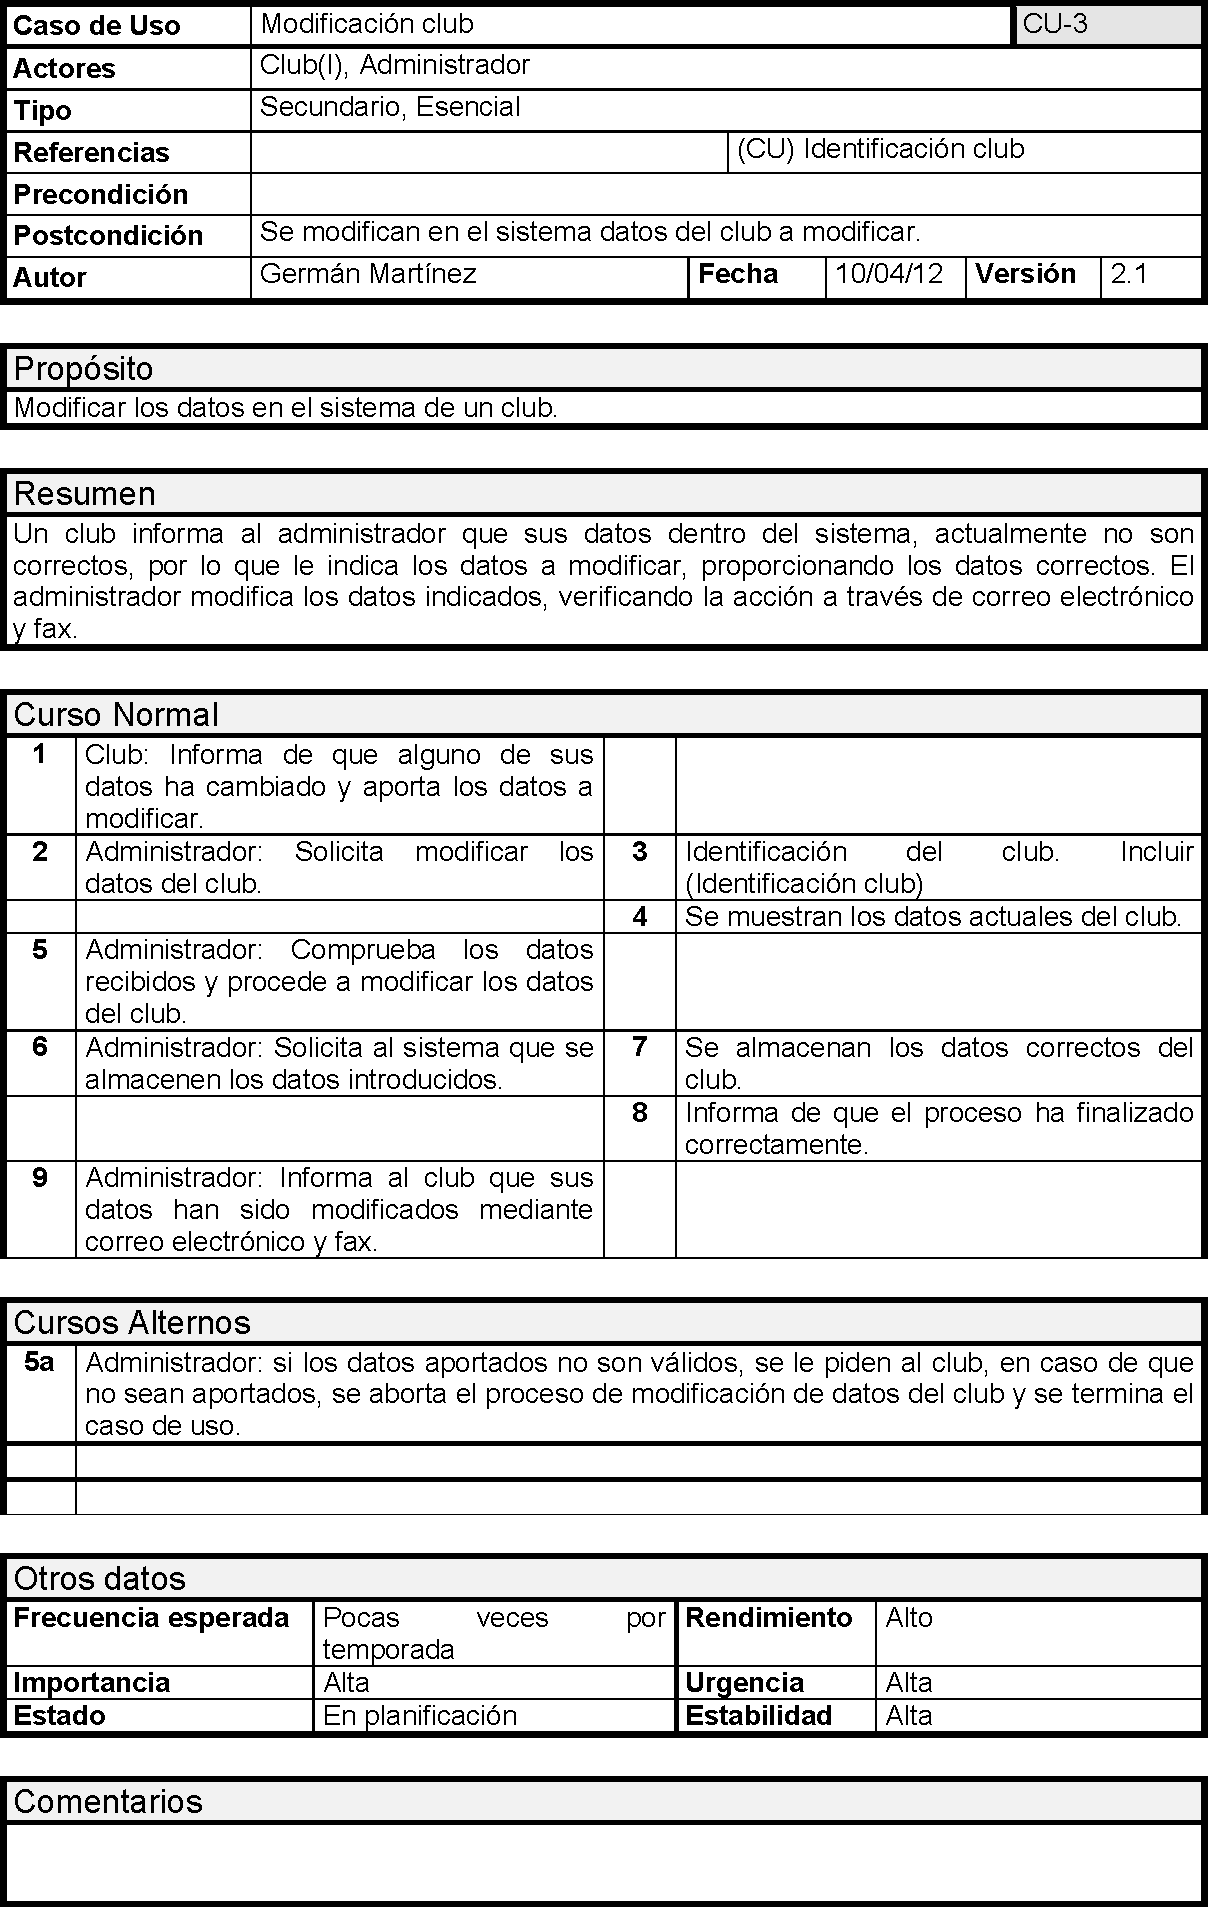 Caso de Uso Modificación club CU-3
Actores Club(I), Administrador
Tipo Secundario, Esencial
Referencias (CU) Identificación club
Precondición
Postcondición Se modifican en el sistema datos del club a modificar.
Autor Germán Martínez Fecha 10/04/12 Versión 2.1
Propósito
Modificar los datos en el sistema de un club.
Resumen
Un club informa al administrador que sus datos dentro del sistema, actualmente no son
correctos, por lo que le indica los datos a modificar, proporcionando los datos correctos. El
administrador modifica los datos indicados, verificando la acción a través de correo electrónico
y fax.
Curso Normal
1 Club: Informa de que alguno de sus
datos ha cambiado y aporta los datos a
modificar.
2 Administrador: Solicita modificar los
datos del club.
3 Identificación del club. Incluir
(Identificación club)
4 Se muestran los datos actuales del club.
5 Administrador: Comprueba los datos
recibidos y procede a modificar los datos
del club.
6 Administrador: Solicita al sistema que se
almacenen los datos introducidos.
7 Se almacenan los datos correctos del
club.
8 Informa de que el proceso ha finalizado
correctamente.
9 Administrador: Informa al club que sus
datos han sido modificados mediante
correo electrónico y fax.
Cursos Alternos
5a Administrador: si los datos aportados no son válidos, se le piden al club, en caso de que
no sean aportados, se aborta el proceso de modificación de datos del club y se termina el
caso de uso.
Otros datos
Frecuencia esperada Pocas veces por
temporada
Rendimiento Alto
Importancia Alta Urgencia Alta
Estado En planificación Estabilidad Alta
Comentarios